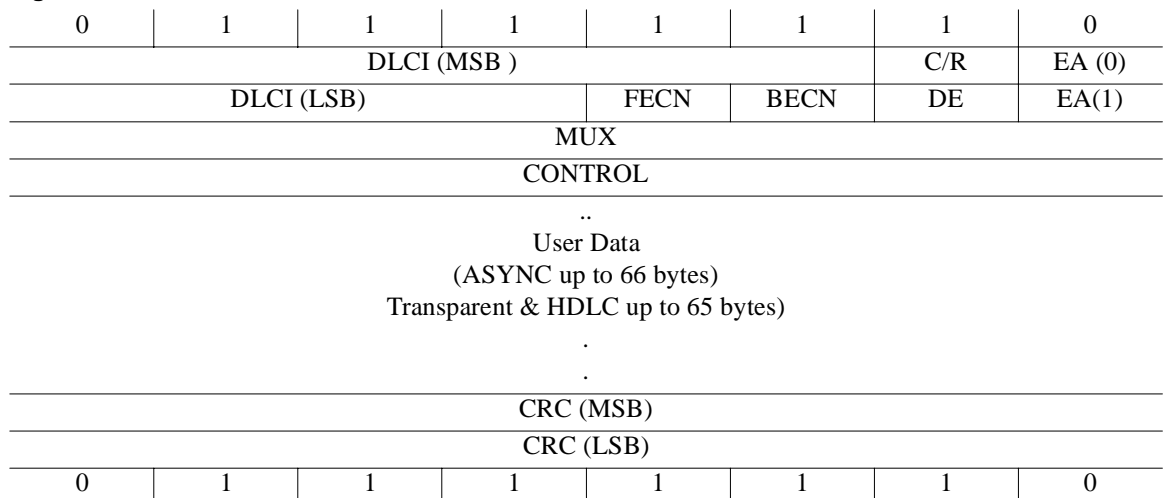 0 1 1 1 1 1 1 0
DLCI (MSB ) C/R EA (0)
DLCI (LSB) FECN BECN DE EA(1)
MUX
CONTROL
..
User Data
(ASYNC up to 66 bytes)
Transparent & HDLC up to 65 bytes)
.
.
CRC (MSB)
CRC (LSB)
0 1 1 1 1 1 1 0